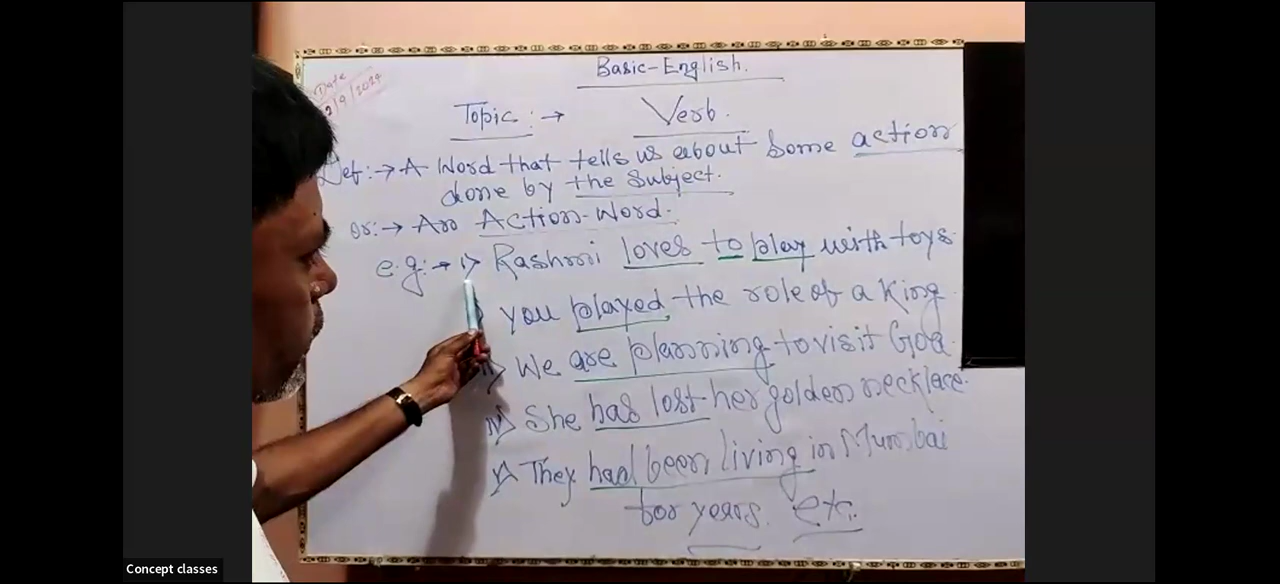 Basic-English.
Date
9/2024
Topic :→ Verb.
Def:→ A Word that tells us about some action
done by the Subject.
or:→ An Action-Word.
e.g:→ i> Rashmi loves to play with toys.
you played the role of a King.
We are planning to visit Goa.
iv> She has lost her golden necklace.
v> They had been living in Mumbai
for years. etc.
Concept classes